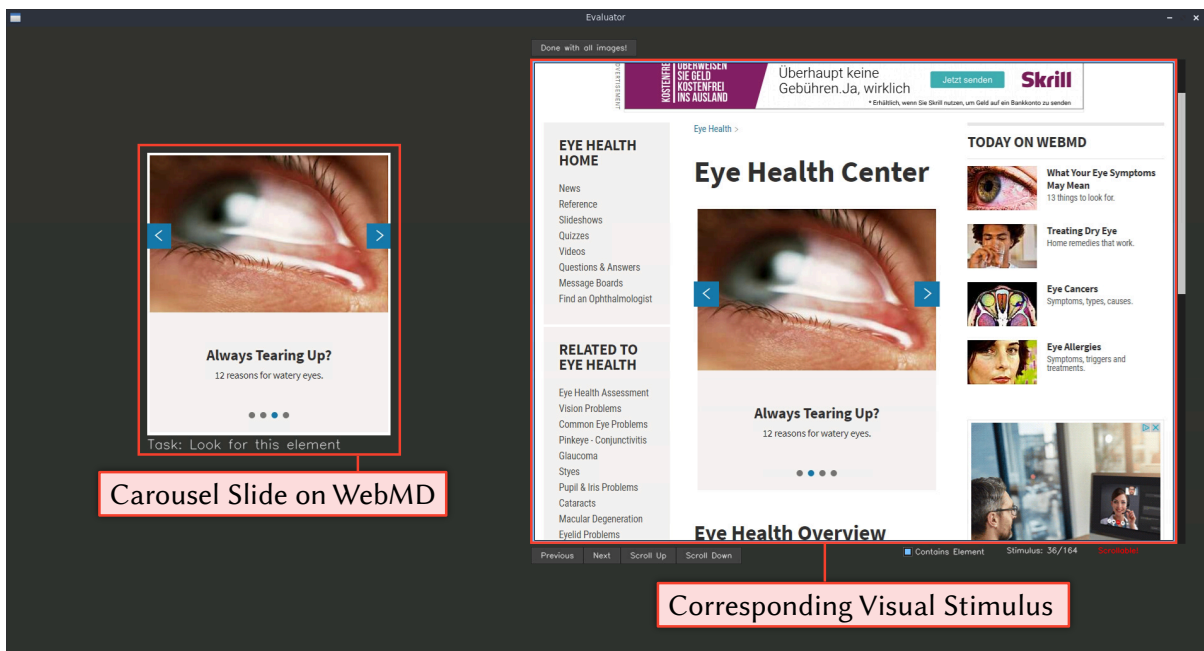 Evaluator
Done with all images!
ADVERTISEMENT
KOSTENFREI
ÜBERWEISEN
SIE GELD
KOSTENFREI
INS AUSLAND
Überhaupt keine
Gebühren.Ja, wirklich
Jetzt senden
Skrill
* Erhältlich, wenn Sie Skrill nutzen, um Geld auf ein Bankkonto zu senden
Always Tearing Up?
12 reasons for watery eyes.
Task: Look for this element
Carousel Slide on WebMD
EYE HEALTH
HOME
News
Reference
Slideshows
Quizzes
Videos
Questions & Answers
Message Boards
Find an Ophthalmologist
RELATED TO
EYE HEALTH
Eye Health Assessment
Vision Problems
Common Eye Problems
Pinkeye - Conjunctivitis
Glaucoma
Styes
Pupil & Iris Problems
Cataracts
Macular Degeneration
Eyelid Problems
Eye Health >
Eye Health Center
Always Tearing Up?
12 reasons for watery eyes.
Eye Health Overview
TODAY ON WEBMD
What Your Eye Symptoms
May Mean
13 things to look for.
Treating Dry Eye
Home remedies that work.
Eye Cancers
Symptoms, types, causes.
Eye Allergies
Symptoms, triggers and
treatments.
Previous Next Scroll Up Scroll Down
Contains Element Stimulus: 36/164 Scrollable!
Corresponding Visual Stimulus